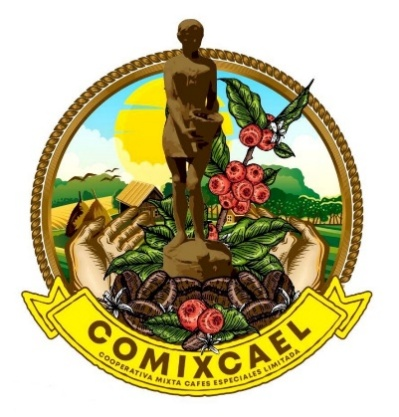 COMIXCAEL
COOPERATIVA MIXTA CAFES ESPECIALES LIMITADA